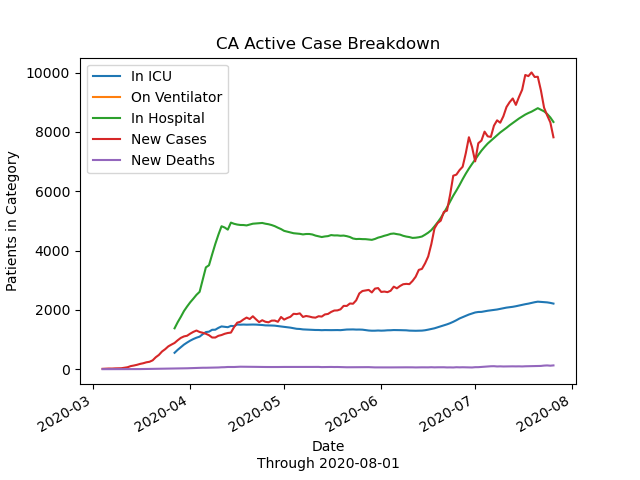 CA Active Case Breakdown
In ICU
On Ventilator
In Hospital
New Cases
New Deaths
10000
8000
6000
4000
2000
0
Patients in Category
2020-03
2020-04
2020-05
2020-06
2020-07
2020-08
Date
Through 2020-08-01